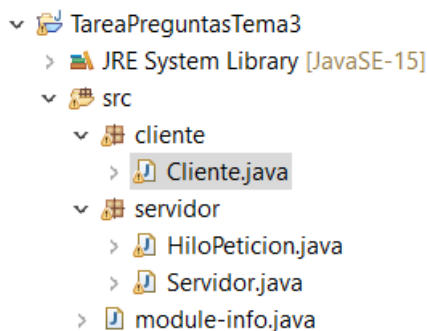 TareaPreguntasTema3
JRE System Library [JavaSE-15]
src
cliente
Cliente.java
servidor
HiloPeticion.java
Servidor.java
module-info.java